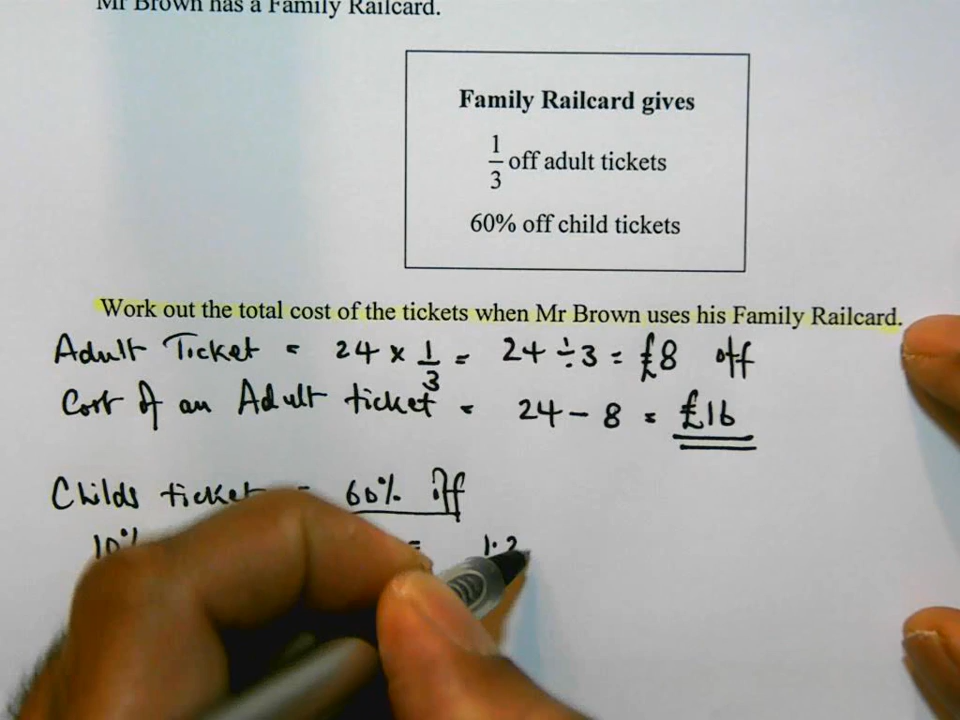 Mr Brown has a Family Railcard.
Family Railcard gives
1/3 off adult tickets
60% off child tickets
Work out the total cost of the tickets when Mr Brown uses his Family Railcard.
Adult Ticket = 24 × 1/3 = 24 ÷ 3 = £8 off
Cost of an Adult ticket = 24 - 8 = £16
Childs ticket = 60% off
10% = 1.2